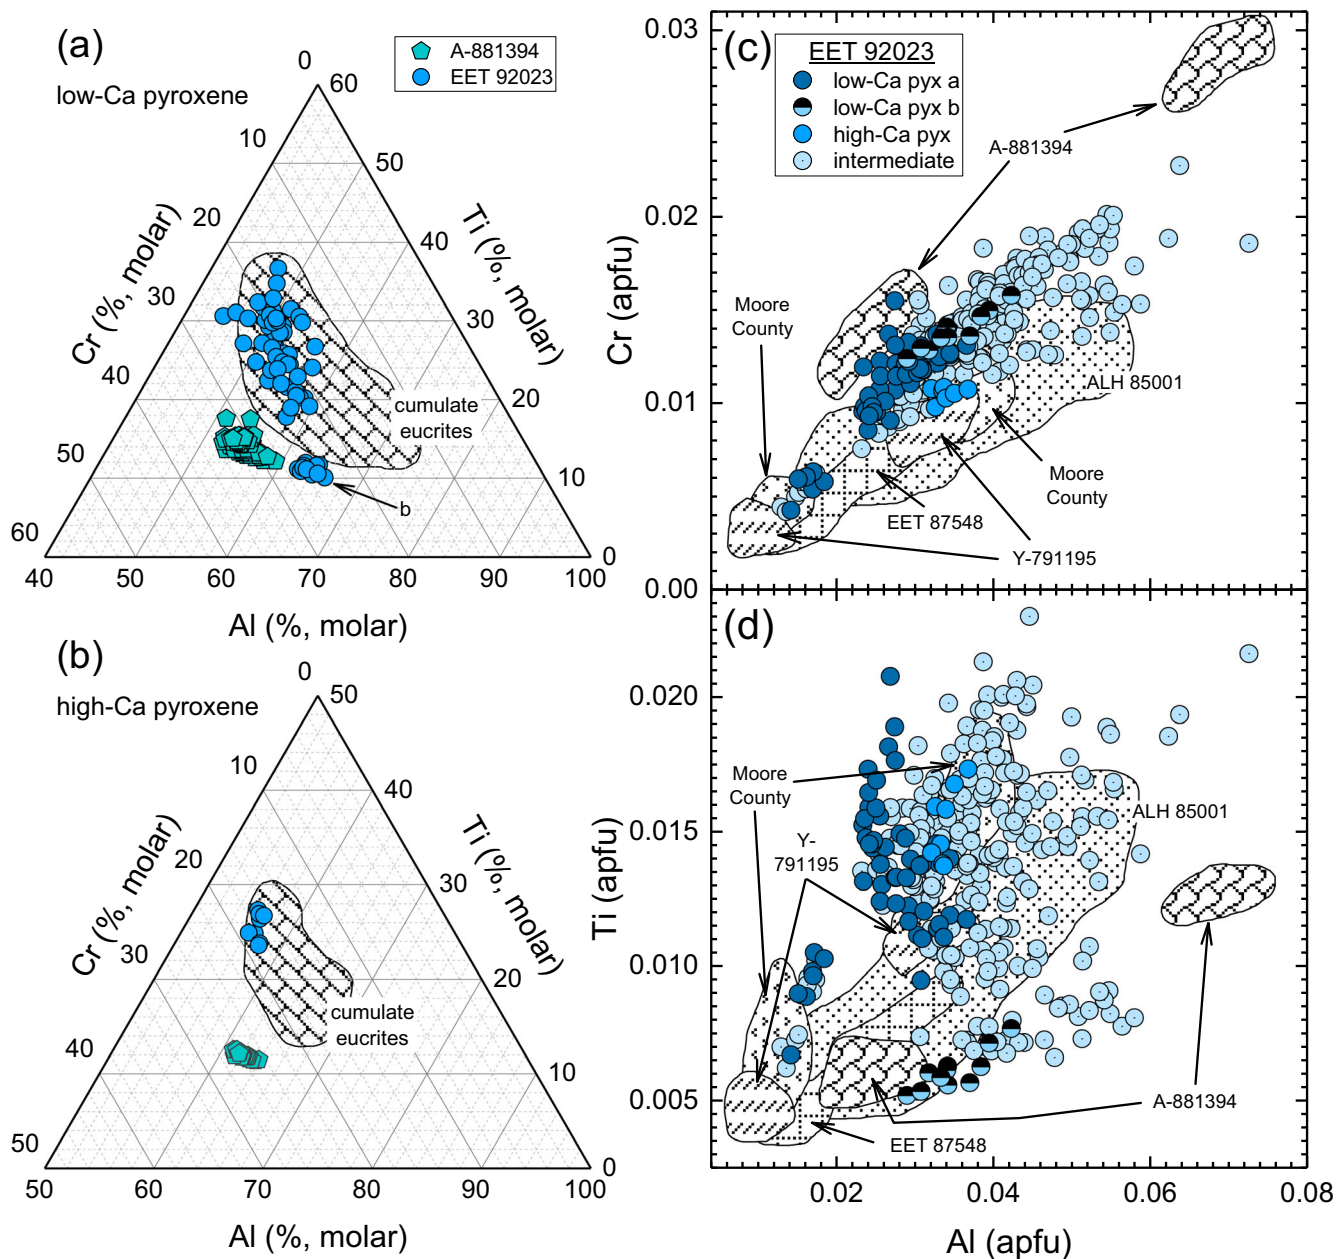 (a)
low-Ca pyroxene
A-881394
EET 92023
0
60
10
50
20
40
30
30
40
20
50
10
60
0
Cr (%, molar)
Ti (%, molar)
cumulate
eucrites
b
40
50
60
70
80
90
100
Al (%, molar)
(b)
high-Ca pyroxene
0
50
10
40
20
30
30
20
40
10
50
0
Cr (%, molar)
Ti (%, molar)
cumulate
eucrites
50
60
70
80
90
100
Al (%, molar)
(c)
EET 92023
low-Ca pyx a
low-Ca pyx b
high-Ca pyx
intermediate
0.03
0.02
0.01
0.00
Cr (apfu)
A-881394
Moore
County
ALH 85001
Moore
County
EET 87548
Y-791195
(d)
0.020
0.015
0.010
0.005
Ti (apfu)
Moore
County
Y-
791195
ALH 85001
A-881394
EET 87548
0.02
0.04
0.06
0.08
Al (apfu)